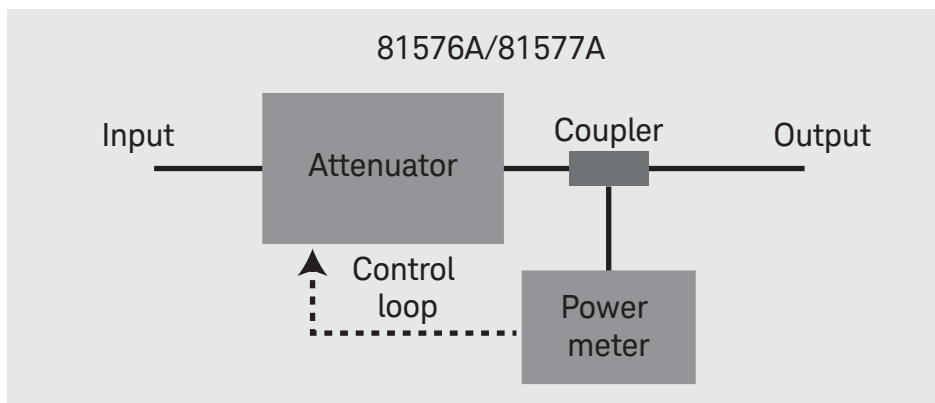 81576A/81577A
Input
Attenuator
Coupler
Output
Control
loop
Power
meter